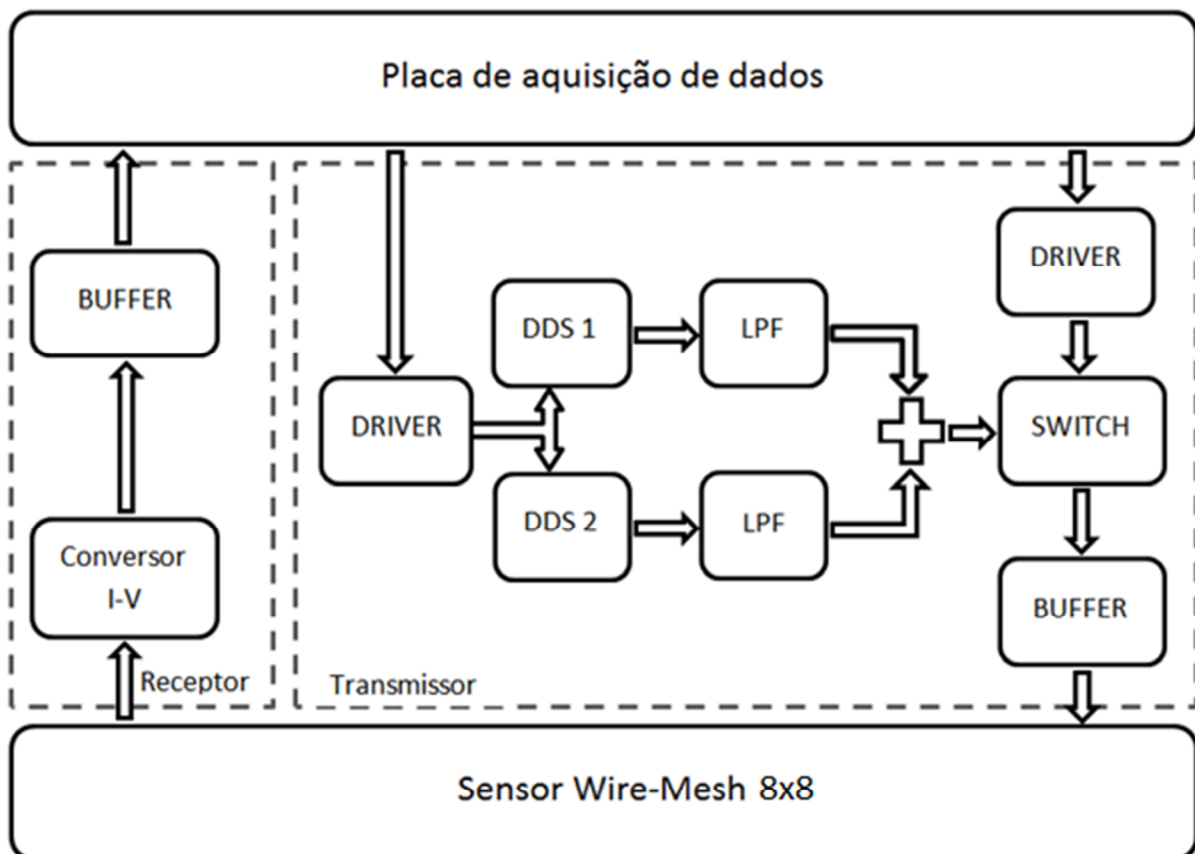 Placa de aquisição de dados
BUFFER
Conversor
I-V
Receptor
DRIVER
DDS 1
LPF
DDS 2
LPF
DRIVER
SWITCH
BUFFER
Transmissor
Sensor Wire-Mesh 8x8